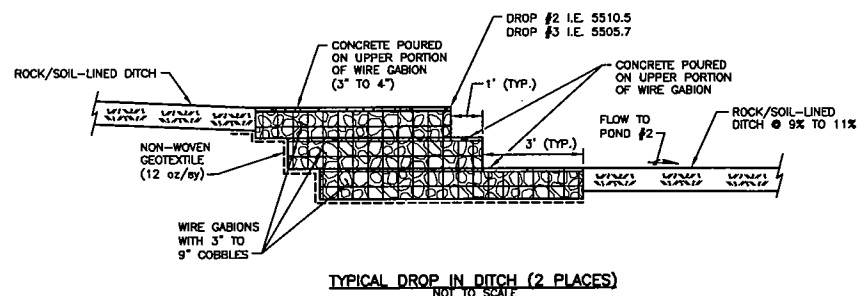 DROP #2 I.E. 5510.5
DROP #3 I.E. 5505.7
CONCRETE POURED
ON UPPER PORTION
OF WIRE GABION
(3" TO 4")
CONCRETE POURED
ON UPPER PORTION
OF WIRE GABION
ROCK/SOIL-LINED DITCH
1' (TYP.)
ROCK/SOIL-LINED
DITCH @ 9% TO 11%
FLOW TO
POND #2
3' (TYP.)
NON-WOVEN
GEOTEXTILE
(12 oz/sy)
WIRE GABIONS
WITH 3" TO
9" COBBLES
TYPICAL DROP IN DITCH (2 PLACES)
NOT TO SCALE